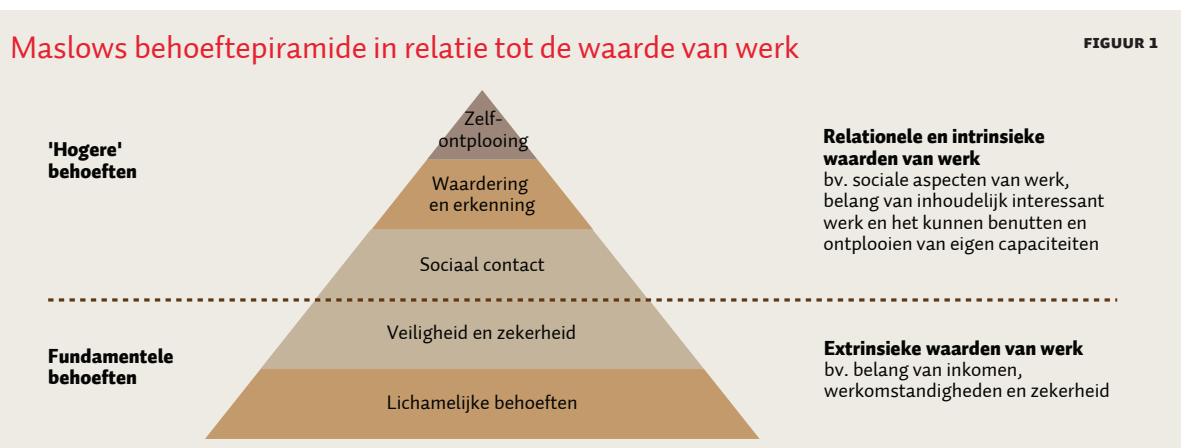 Maslows behoeftepiramide in relatie tot de waarde van werk
FIGUUR 1
'Hogere'
behoeften
Zelf-
ontplooing
Waardering
en erkenning
Sociaal contact
Relationele en intrinsieke
waarden van werk
bv. sociale aspecten van werk,
belang van inhoudelijk interessant
werk en het kunnen benutten en
ontplooien van eigen capaciteiten
Fundamentele
behoeften
Veiligheid en zekerheid
Lichamelijke behoeften
Extrinsieke waarden van werk
bv. belang van inkomen,
werkomstandigheden en zekerheid